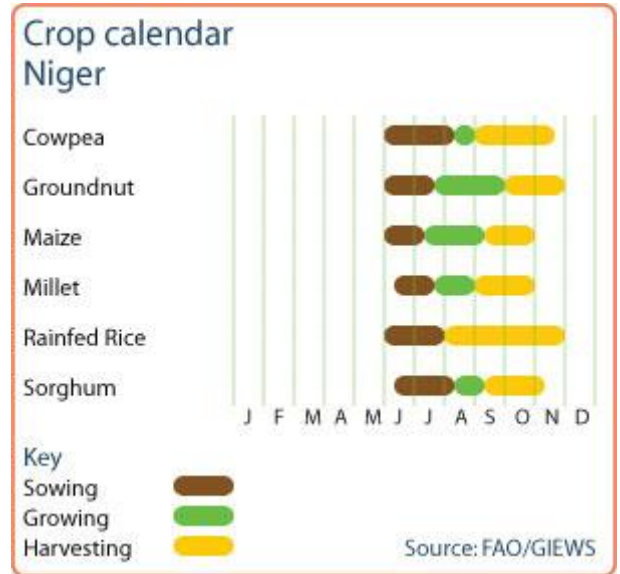 Crop calendar
Niger
Cowpea
Groundnut
Maize
Millet
Rainfed Rice
Sorghum
J F M A M J J A S O N D
Key
Sowing
Growing
Harvesting
Source: FAO/GIEWS